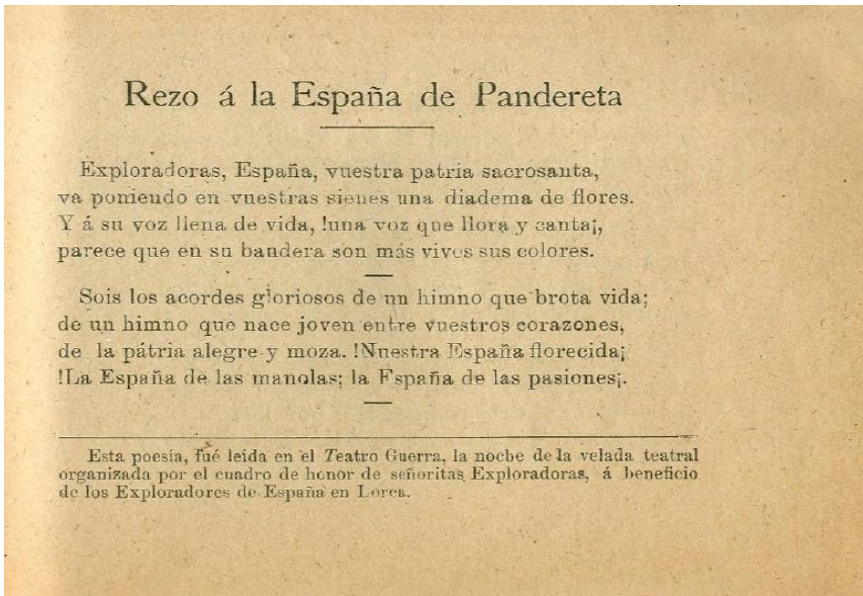 Rezo á la España de Pandereta
Exploradoras, España, vuestra patria sacrosanta,
va poniendo en vuestras sienes una diadema de flores.
Y á su voz llena de vida, !una voz que llora y canta¡,
parece que en su bandera son más vivos sus colores.
Sois los acordes gloriosos de un himno que brota vida;
de un himno que nace joven entre vuestros corazones,
de la pátria alegre y moza. !Nuestra España florecida¡
!La España de las manolas; la España de las pasiones¡.
Esta poesía, fué leida en el Teatro Guerra, la noche de la velada teatral
organizada por el cuadro de honor de señoritas Exploradoras, á beneficio
de los Exploradores de España en Lorca.